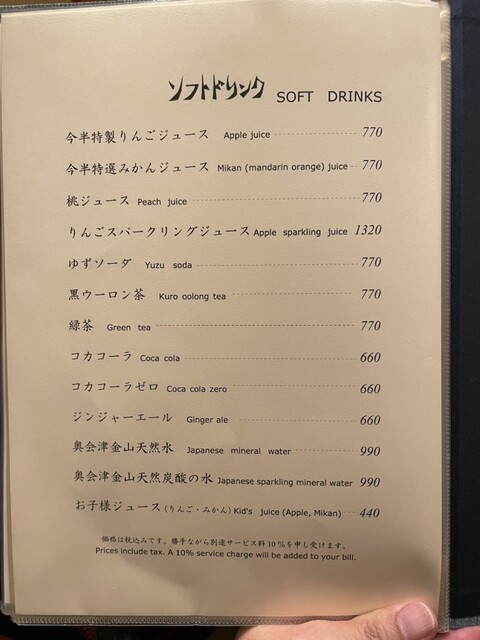 ソフトドリンク SOFT DRINKS
今半特製りんごジュース Apple juice 770
今半特選みかんジュース Mikan (mandarin orange) juice 770
桃ジュース Peach juice 770
りんごスパークリングジュース Apple sparkling juice 1320
ゆずソーダ Yuzu soda 770
黒ウーロン茶 Kuro oolong tea 770
緑茶 Green tea 770
コカコーラ Coca cola 660
コカコーラゼロ Coca cola zero 660
ジンジャーエール Ginger ale 660
奥会津金山天然水 Japanese mineral water 990
奥会津金山天然炭酸の水 Japanese sparkling mineral water 990
お子様ジュース(りんご・みかん) Kid's juice (Apple, Mikan) 440
価格は税込みです。勝手ながら別途サービス料10%を申し受けます。
Prices include tax. A 10% service charge will be added to your bill.